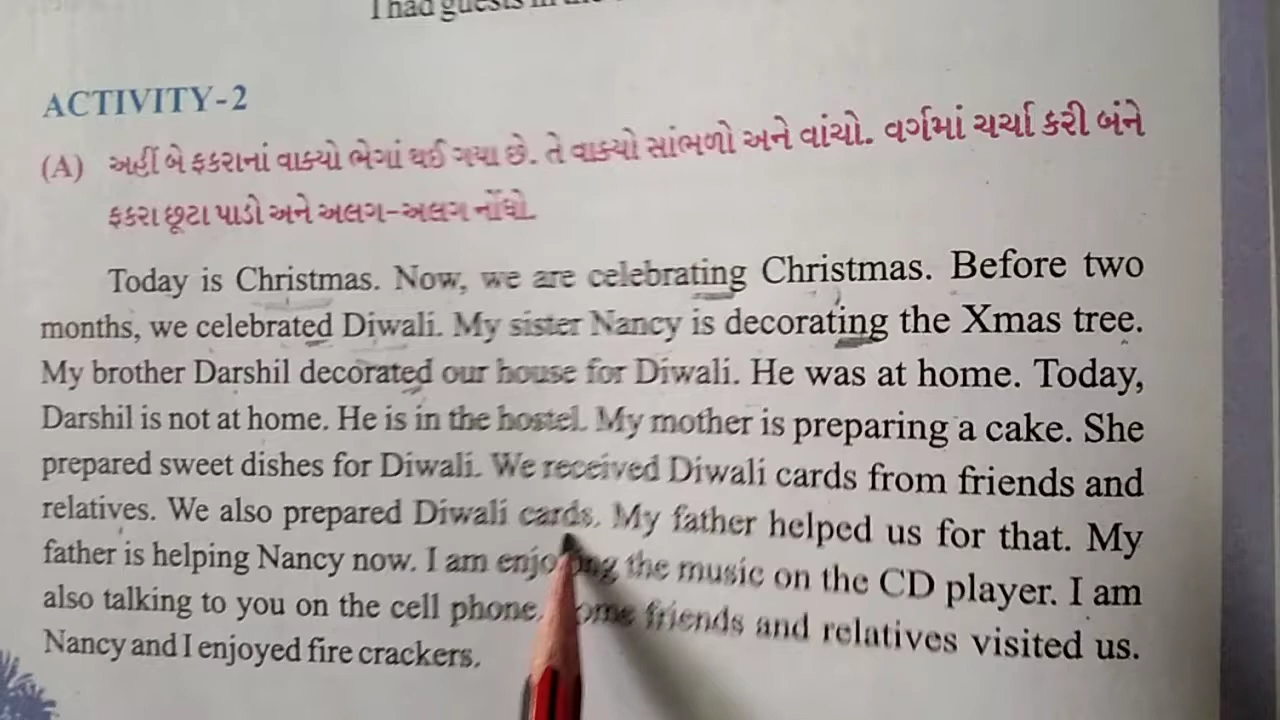 I had guests in the
ACTIVITY-2
(A) અહીં બે ફકરાનાં વાક્યો ભેગાં થઈ ગયા છે. તે વાક્યો સાંભળો અને વાંચો. વર્ગમાં ચર્ચા કરી બંને
ફકરા છૂટા પાડો અને અલગ-અલગ નોંધો.
Today is Christmas. Now, we are celebrating Christmas. Before two
months, we celebrated Diwali. My sister Nancy is decorating the Xmas tree.
My brother Darshil decorated our house for Diwali. He was at home. Today,
Darshil is not at home. He is in the hostel. My mother is preparing a cake. She
prepared sweet dishes for Diwali. We received Diwali cards from friends and
relatives. We also prepared Diwali cards. My father helped us for that. My
father is helping Nancy now. I am the music on the CD player. I am
also talking to you on the cell phone. friends and relatives visited us.
Nancy and I enjoyed fire crackers.